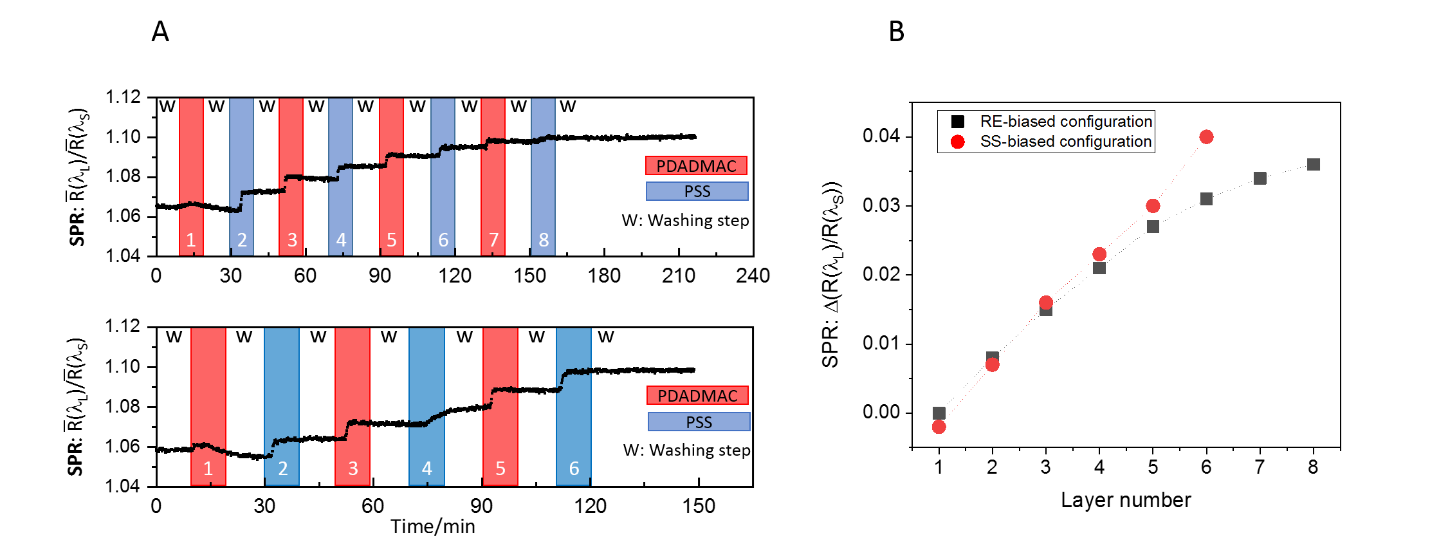 A
SPR: R̅(λL)/R̅(λS)
1.12
1.10
1.08
1.06
1.04
W W W W W W W W W
1 2 3 4 5 6 7 8
PDADMAC
PSS
W: Washing step
0 30 60 90 120 150 180 210 240
SPR: R̅(λL)/R̅(λS)
1.12
1.10
1.08
1.06
1.04
W W W W W W W
1 2 3 4 5 6
PDADMAC
PSS
W: Washing step
0 30 60 90 120 150
Time/min
B
SPR: Δ(R(λL)/R(λS))
0.04
0.03
0.02
0.01
0.00
RE-biased configuration
SS-biased configuration
1 2 3 4 5 6 7 8
Layer number